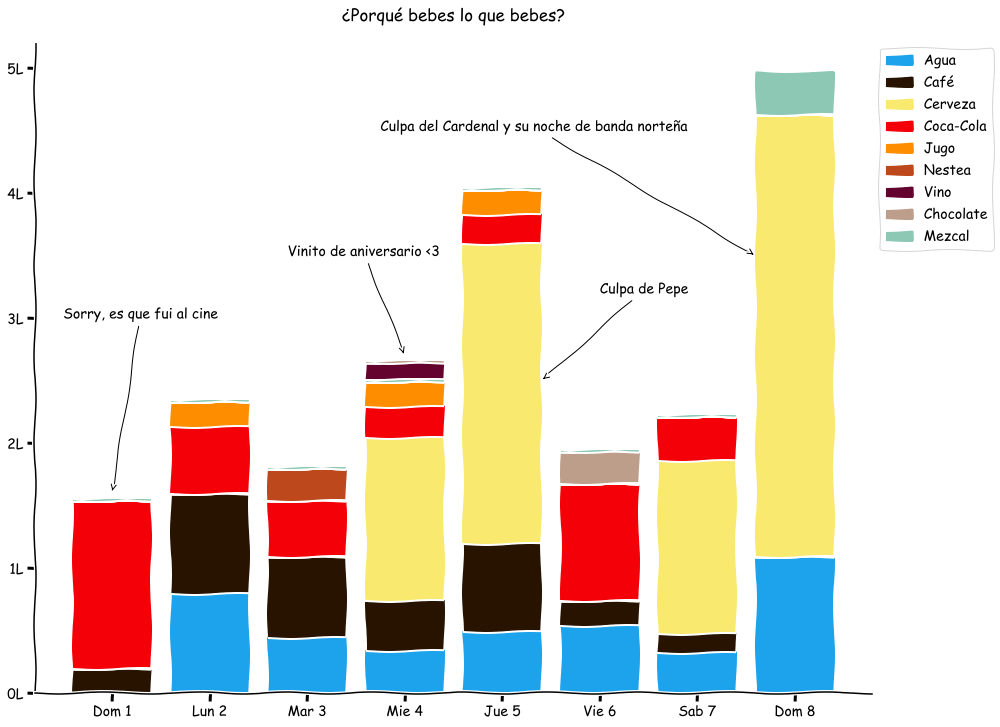 ¿Porqué bebes lo que bebes?
5L
4L
3L
2L
1L
0L
Culpa del Cardenal y su noche de banda norteña
Vinito de aniversario <3
Culpa de Pepe
Sorry, es que fui al cine
Agua
Café
Cerveza
Coca-Cola
Jugo
Nestea
Vino
Chocolate
Mezcal
Dom 1
Lun 2
Mar 3
Mie 4
Jue 5
Vie 6
Sab 7
Dom 8